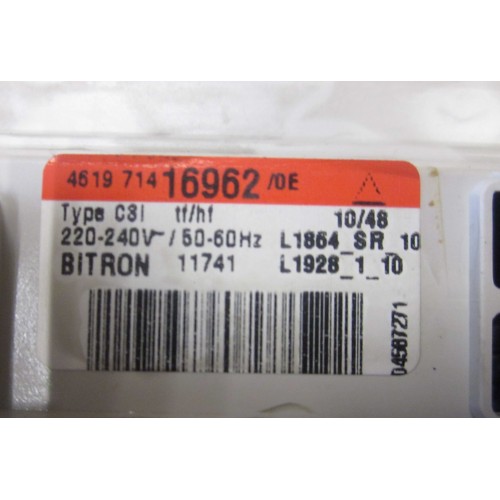 4619 714 16962 /0E
Type C3I tf/hf 10/48
220-240V~ / 50-60Hz L1864_SR_10
BITRON 11741 L1928_1_10
04567271